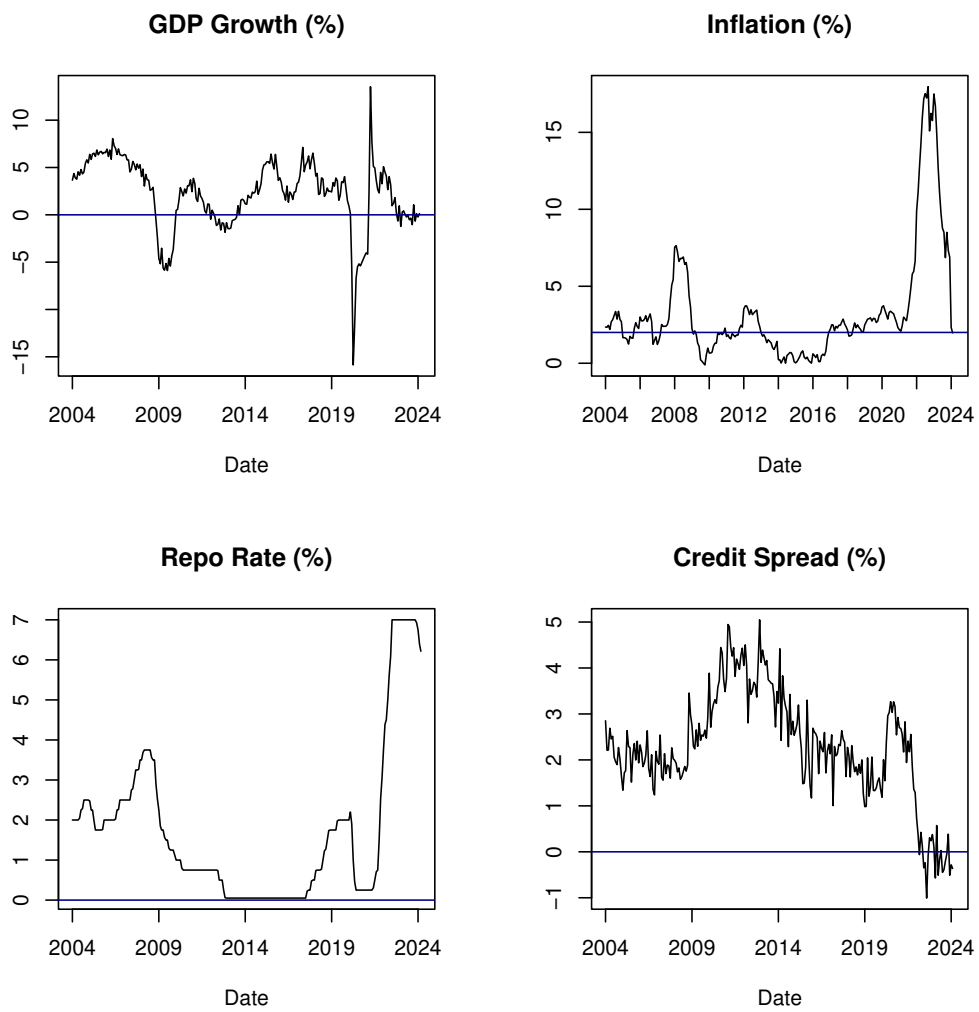 GDP Growth (%)
10
5
0
−5
−15
2004 2009 2014 2019 2024
Date
Inflation (%)
15
10
5
0
2004 2008 2012 2016 2020 2024
Date
Repo Rate (%)
7
6
5
4
3
2
1
0
2004 2009 2014 2019 2024
Date
Credit Spread (%)
5
4
3
2
1
0
−1
2004 2009 2014 2019 2024
Date